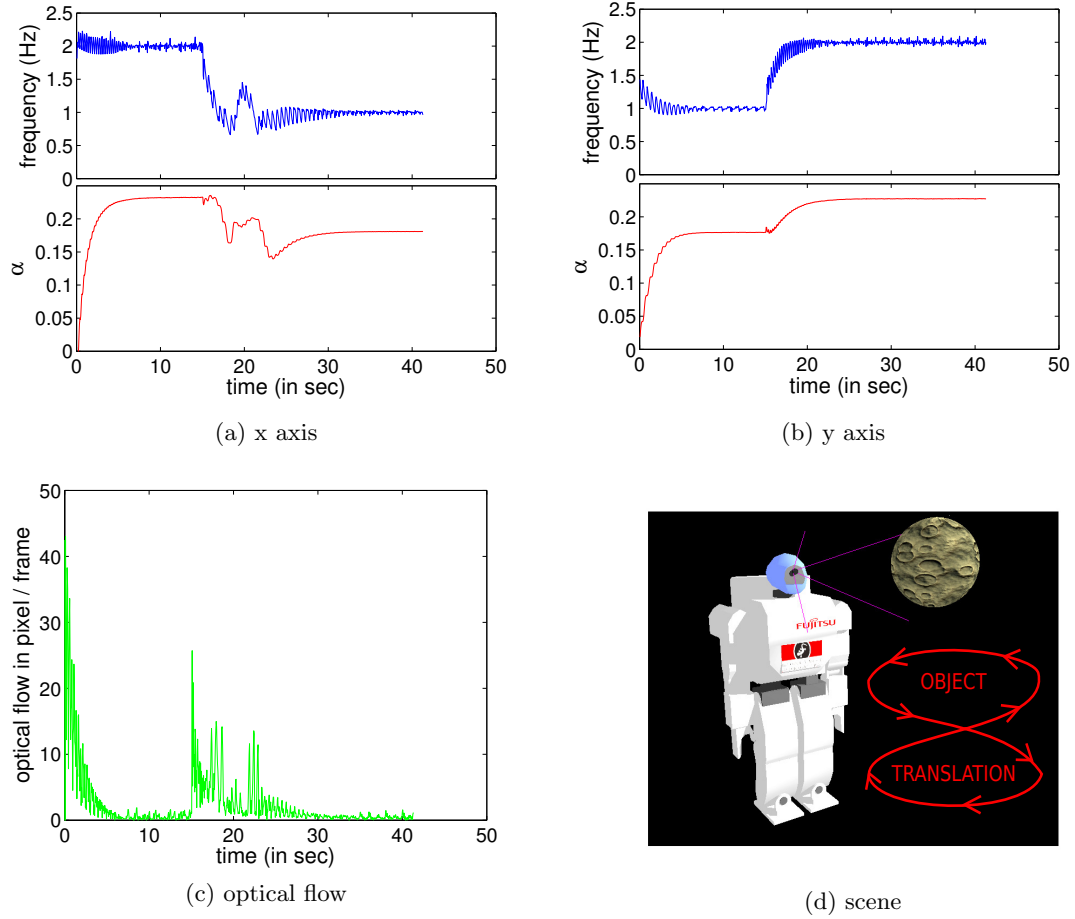 2.5
2
1.5
1
0.5
0
frequency (Hz)
0.2
0.15
0.1
0.05
0
α
0 10 20 30 40 50
time (in sec)
(a) x axis
2.5
2
1.5
1
0.5
0
frequency (Hz)
0.2
0.15
0.1
0.05
0
α
0 10 20 30 40 50
time (in sec)
(b) y axis
50
40
30
20
10
0
optical flow in pixel / frame
0 10 20 30 40 50
time (in sec)
(c) optical flow
FUJITSU
OBJECT
TRANSLATION
(d) scene